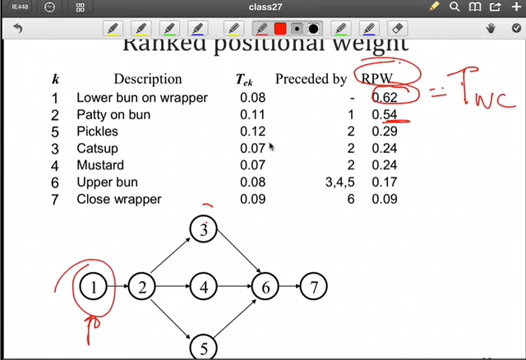 IE448
class27
Ranked positional weight
k Description Tek Preceded by RPW
1 Lower bun on wrapper 0.08 - 0.62 = TWC
2 Patty on bun 0.11 1 0.54
5 Pickles 0.12 2 0.29
3 Catsup 0.07 2 0.24
4 Mustard 0.07 2 0.24
6 Upper bun 0.08 3,4,5 0.17
7 Close wrapper 0.09 6 0.09
3
1 2 4 6 7
5